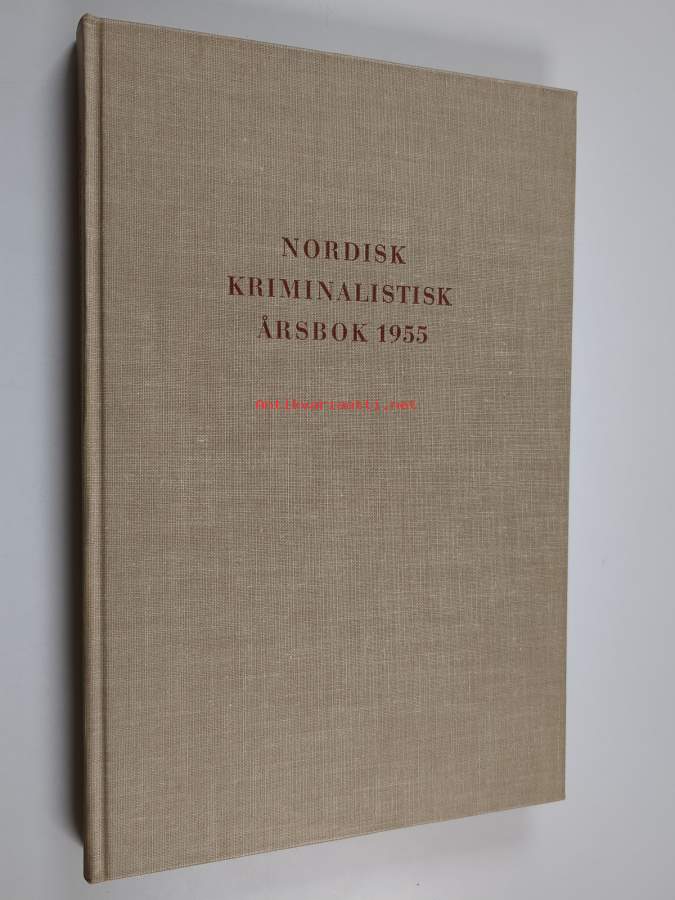 NORDISK
KRIMINALISTISK
ÅRSBOK 1955
Antikvariaatti.net